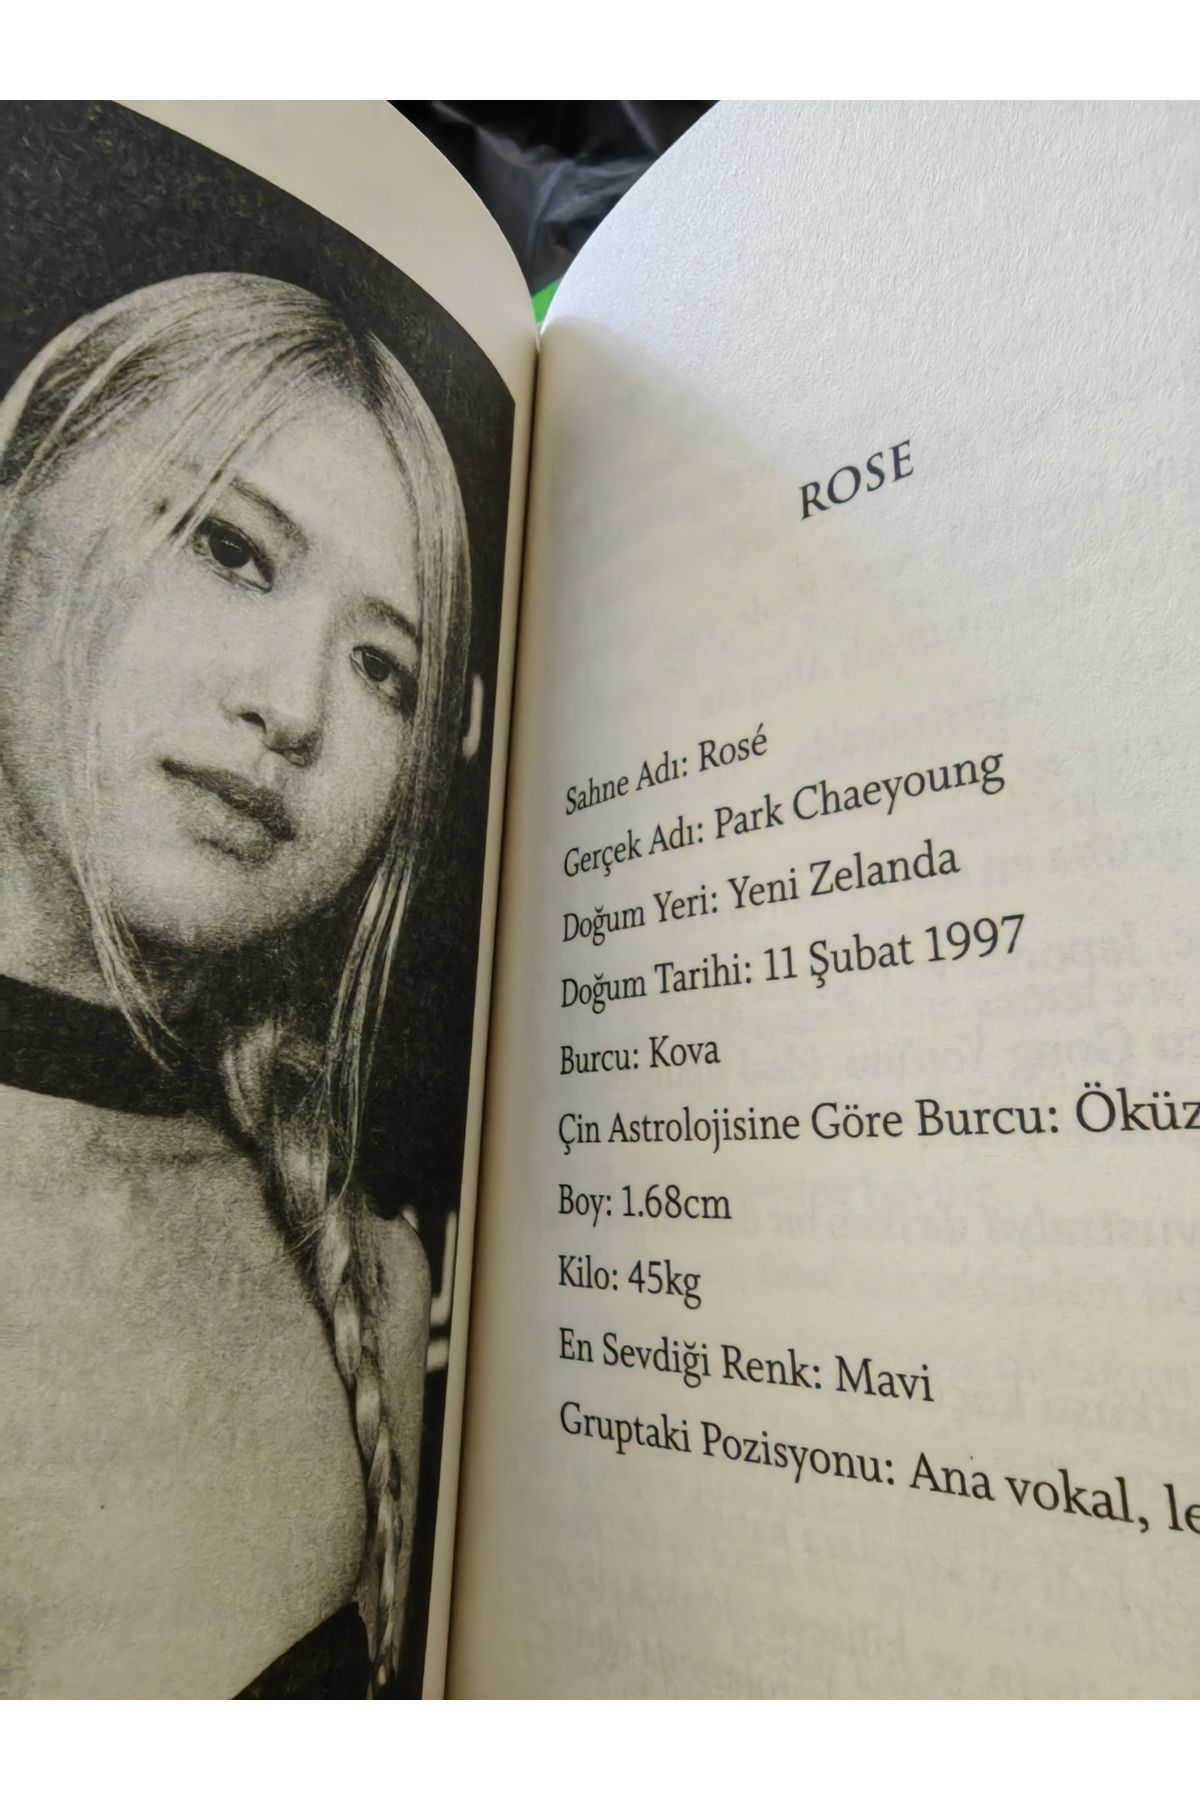 ROSE
Sahne Adı: Rosé
Gerçek Adı: Park Chaeyoung
Doğum Yeri: Yeni Zelanda
Doğum Tarihi: 11 Şubat 1997
Burcu: Kova
Çin Astrolojisine Göre Burcu: Öküz
Boy: 1.68cm
Kilo: 45kg
En Sevdiği Renk: Mavi
Gruptaki Pozisyonu: Ana vokal,